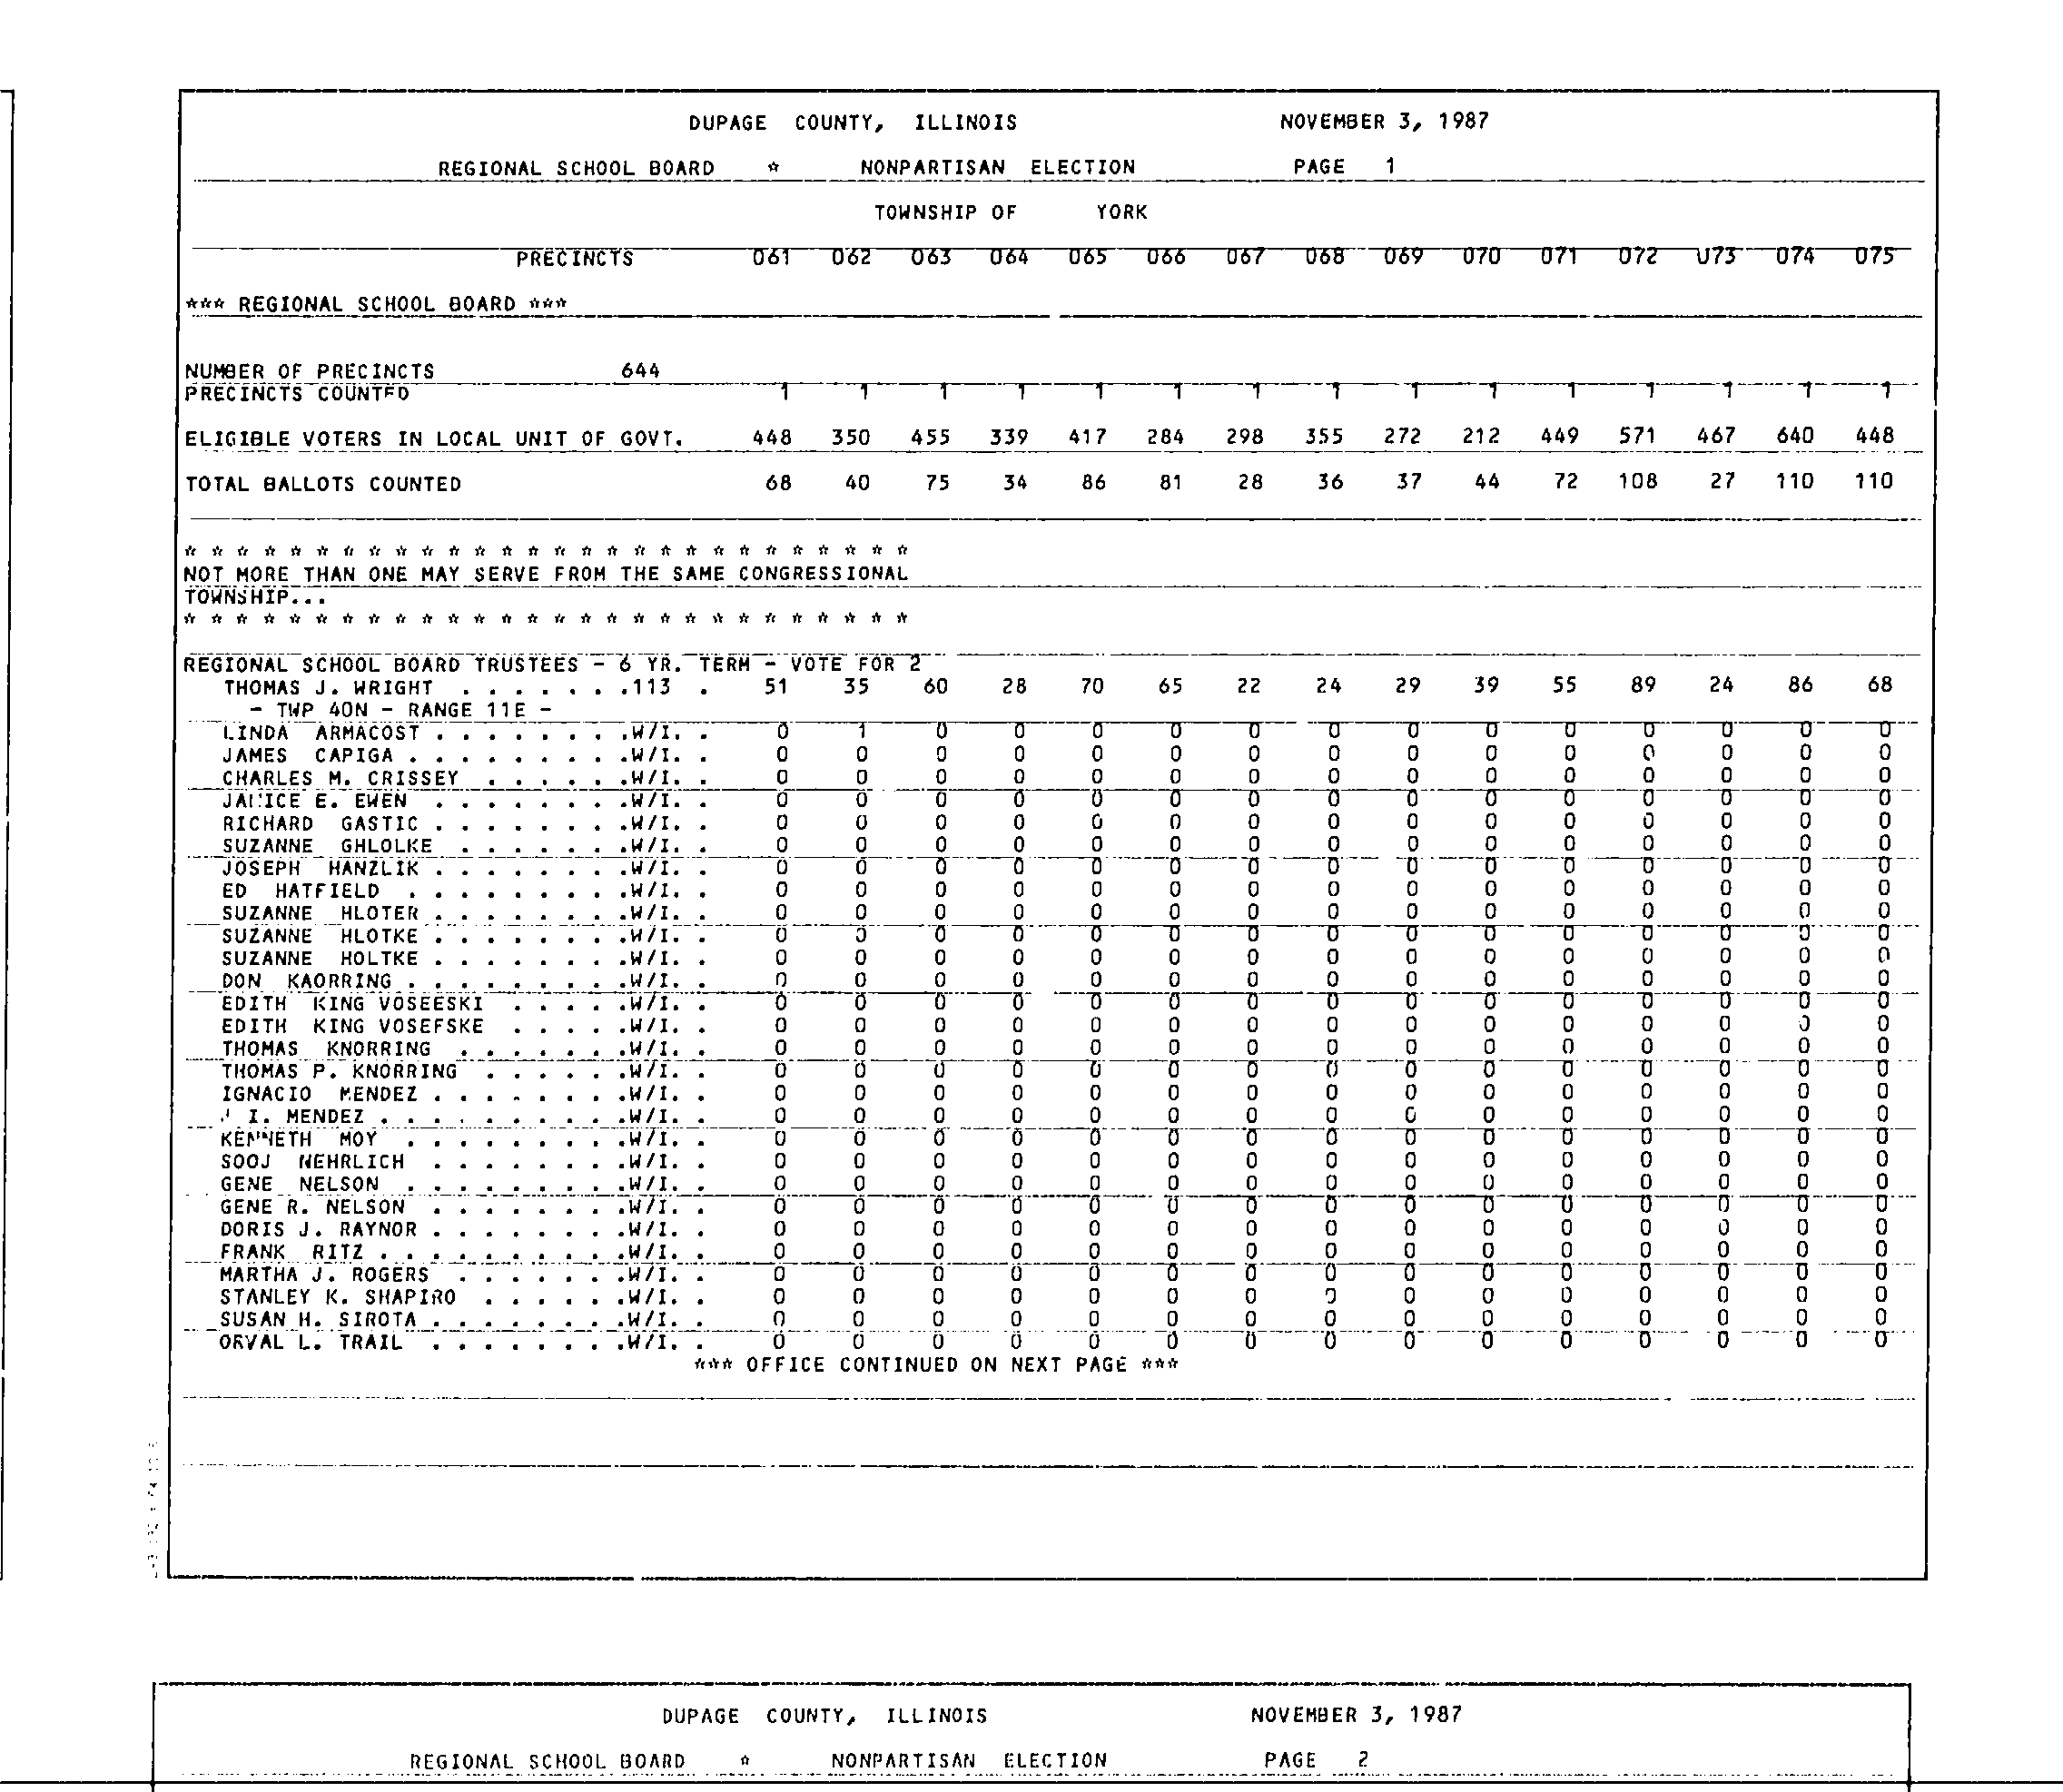 DUPAGE COUNTY, ILLINOIS NOVEMBER 3, 1987
REGIONAL SCHOOL BOARD * NONPARTISAN ELECTION PAGE 1
TOWNSHIP OF YORK
PRECINCTS 061 062 063 064 065 066 067 068 069 070 071 072 073 074 075
*** REGIONAL SCHOOL BOARD ***
NUMBER OF PRECINCTS 644
PRECINCTS COUNTED 1 1 1 1 1 1 1 1 1 1 1 1 1 1 1
ELIGIBLE VOTERS IN LOCAL UNIT OF GOVT. 448 350 455 339 417 284 298 355 272 212 449 571 467 640 448
TOTAL BALLOTS COUNTED 68 40 75 34 86 81 28 36 37 44 72 108 27 110 110
* * * * * * * * * * * * * * * * * * * * * * * * * * * *
NOT MORE THAN ONE MAY SERVE FROM THE SAME CONGRESSIONAL
TOWNSHIP...
* * * * * * * * * * * * * * * * * * * * * * * * * * * *
REGIONAL SCHOOL BOARD TRUSTEES - 6 YR. TERM - VOTE FOR 2
THOMAS J. WRIGHT . . . . . . .113 . 51 35 60 28 70 65 22 24 29 39 55 89 24 86 68
- TWP 40N - RANGE 11E -
LINDA ARMACOST . . . . . . . .W/I. . 0 1 0 0 0 0 0 0 0 0 0 0 0 0 0
JAMES CAPIGA . . . . . . . . .W/I. . 0 0 0 0 0 0 0 0 0 0 0 0 0 0 0
CHARLES M. CRISSEY . . . . . .W/I. . 0 0 0 0 0 0 0 0 0 0 0 0 0 0 0
JANICE E. EWEN . . . . . . . .W/I. . 0 0 0 0 0 0 0 0 0 0 0 0 0 0 0
RICHARD GASTIC . . . . . . . .W/I. . 0 0 0 0 0 0 0 0 0 0 0 0 0 0 0
SUZANNE GHLOLKE . . . . . . .W/I. . 0 0 0 0 0 0 0 0 0 0 0 0 0 0 0
JOSEPH HANZLIK . . . . . . . .W/I. . 0 0 0 0 0 0 0 0 0 0 0 0 0 0 0
ED HATFIELD . . . . . . . . .W/I. . 0 0 0 0 0 0 0 0 0 0 0 0 0 0 0
SUZANNE HLOTER . . . . . . . .W/I. . 0 0 0 0 0 0 0 0 0 0 0 0 0 0 0
SUZANNE HLOTKE . . . . . . . .W/I. . 0 0 0 0 0 0 0 0 0 0 0 0 0 0 0
SUZANNE HOLTKE . . . . . . . .W/I. . 0 0 0 0 0 0 0 0 0 0 0 0 0 0 0
DON KAORRING . . . . . . . . .W/I. . 0 0 0 0 0 0 0 0 0 0 0 0 0 0 0
EDITH KING VOSEESKI . . . . .W/I. . 0 0 0 0 0 0 0 0 0 0 0 0 0 0 0
EDITH KING VOSEFSKE . . . . .W/I. . 0 0 0 0 0 0 0 0 0 0 0 0 0 0 0
THOMAS KNORRING . . . . . . .W/I. . 0 0 0 0 0 0 0 0 0 0 0 0 0 0 0
THOMAS P. KNORRING . . . . . .W/I. . 0 0 0 0 0 0 0 0 0 0 0 0 0 0 0
IGNACIO MENDEZ . . . . . . . .W/I. . 0 0 0 0 0 0 0 0 0 0 0 0 0 0 0
J I. MENDEZ . . . . . . . . . .W/I. . 0 0 0 0 0 0 0 0 0 0 0 0 0 0 0
KENNETH MOY . . . . . . . . .W/I. . 0 0 0 0 0 0 0 0 0 0 0 0 0 0 0
SOOJ NEHRLICH . . . . . . . .W/I. . 0 0 0 0 0 0 0 0 0 0 0 0 0 0 0
GENE NELSON . . . . . . . . .W/I. . 0 0 0 0 0 0 0 0 0 0 0 0 0 0 0
GENE R. NELSON . . . . . . . .W/I. . 0 0 0 0 0 0 0 0 0 0 0 0 0 0 0
DORIS J. RAYNOR . . . . . . . .W/I. . 0 0 0 0 0 0 0 0 0 0 0 0 0 0 0
FRANK RITZ . . . . . . . . . .W/I. . 0 0 0 0 0 0 0 0 0 0 0 0 0 0 0
MARTHA J. ROGERS . . . . . . .W/I. . 0 0 0 0 0 0 0 0 0 0 0 0 0 0 0
STANLEY K. SHAPIRO . . . . . .W/I. . 0 0 0 0 0 0 0 0 0 0 0 0 0 0 0
SUSAN H. SIROTA . . . . . . . .W/I. . 0 0 0 0 0 0 0 0 0 0 0 0 0 0 0
ORVAL L. TRAIL . . . . . . . .W/I. . 0 0 0 0 0 0 0 0 0 0 0 0 0 0 0
*** OFFICE CONTINUED ON NEXT PAGE ***
DUPAGE COUNTY, ILLINOIS NOVEMBER 3, 1987
REGIONAL SCHOOL BOARD * NONPARTISAN ELECTION PAGE 2